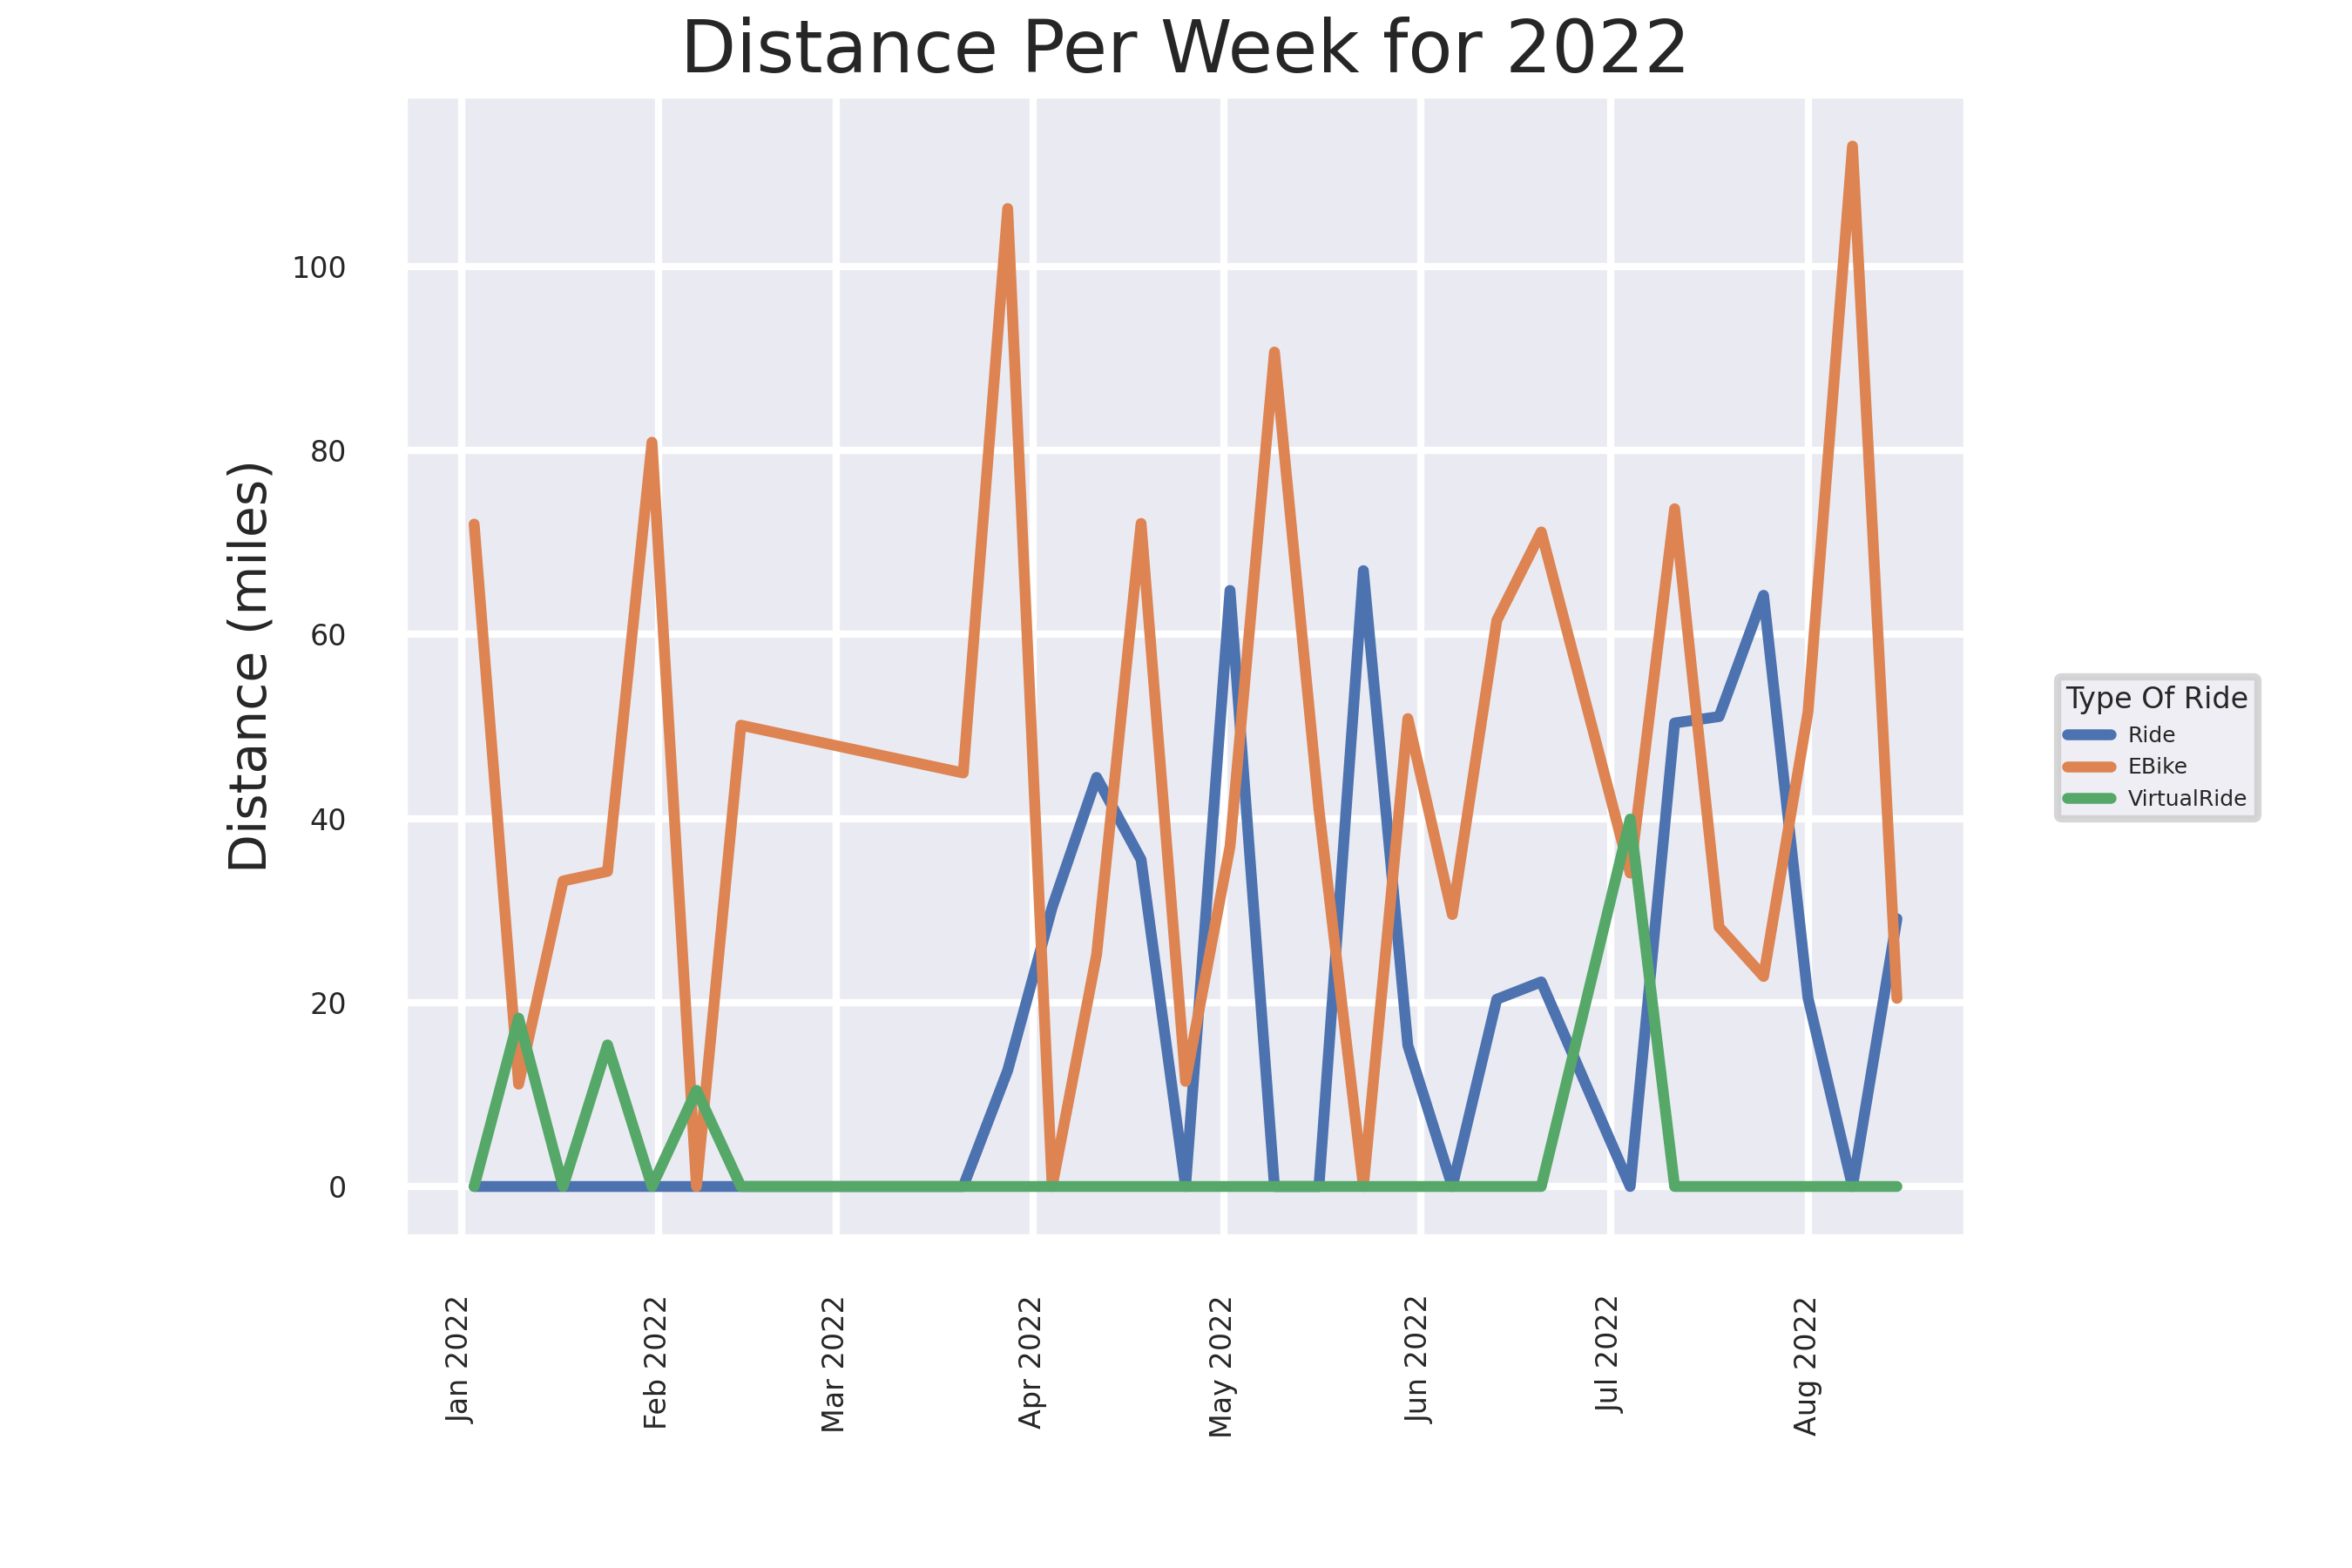 Distance Per Week for 2022
Distance (miles)
100
80
60
40
20
0
Jan 2022
Feb 2022
Mar 2022
Apr 2022
May 2022
Jun 2022
Jul 2022
Aug 2022
Type Of Ride
Ride
EBike
VirtualRide